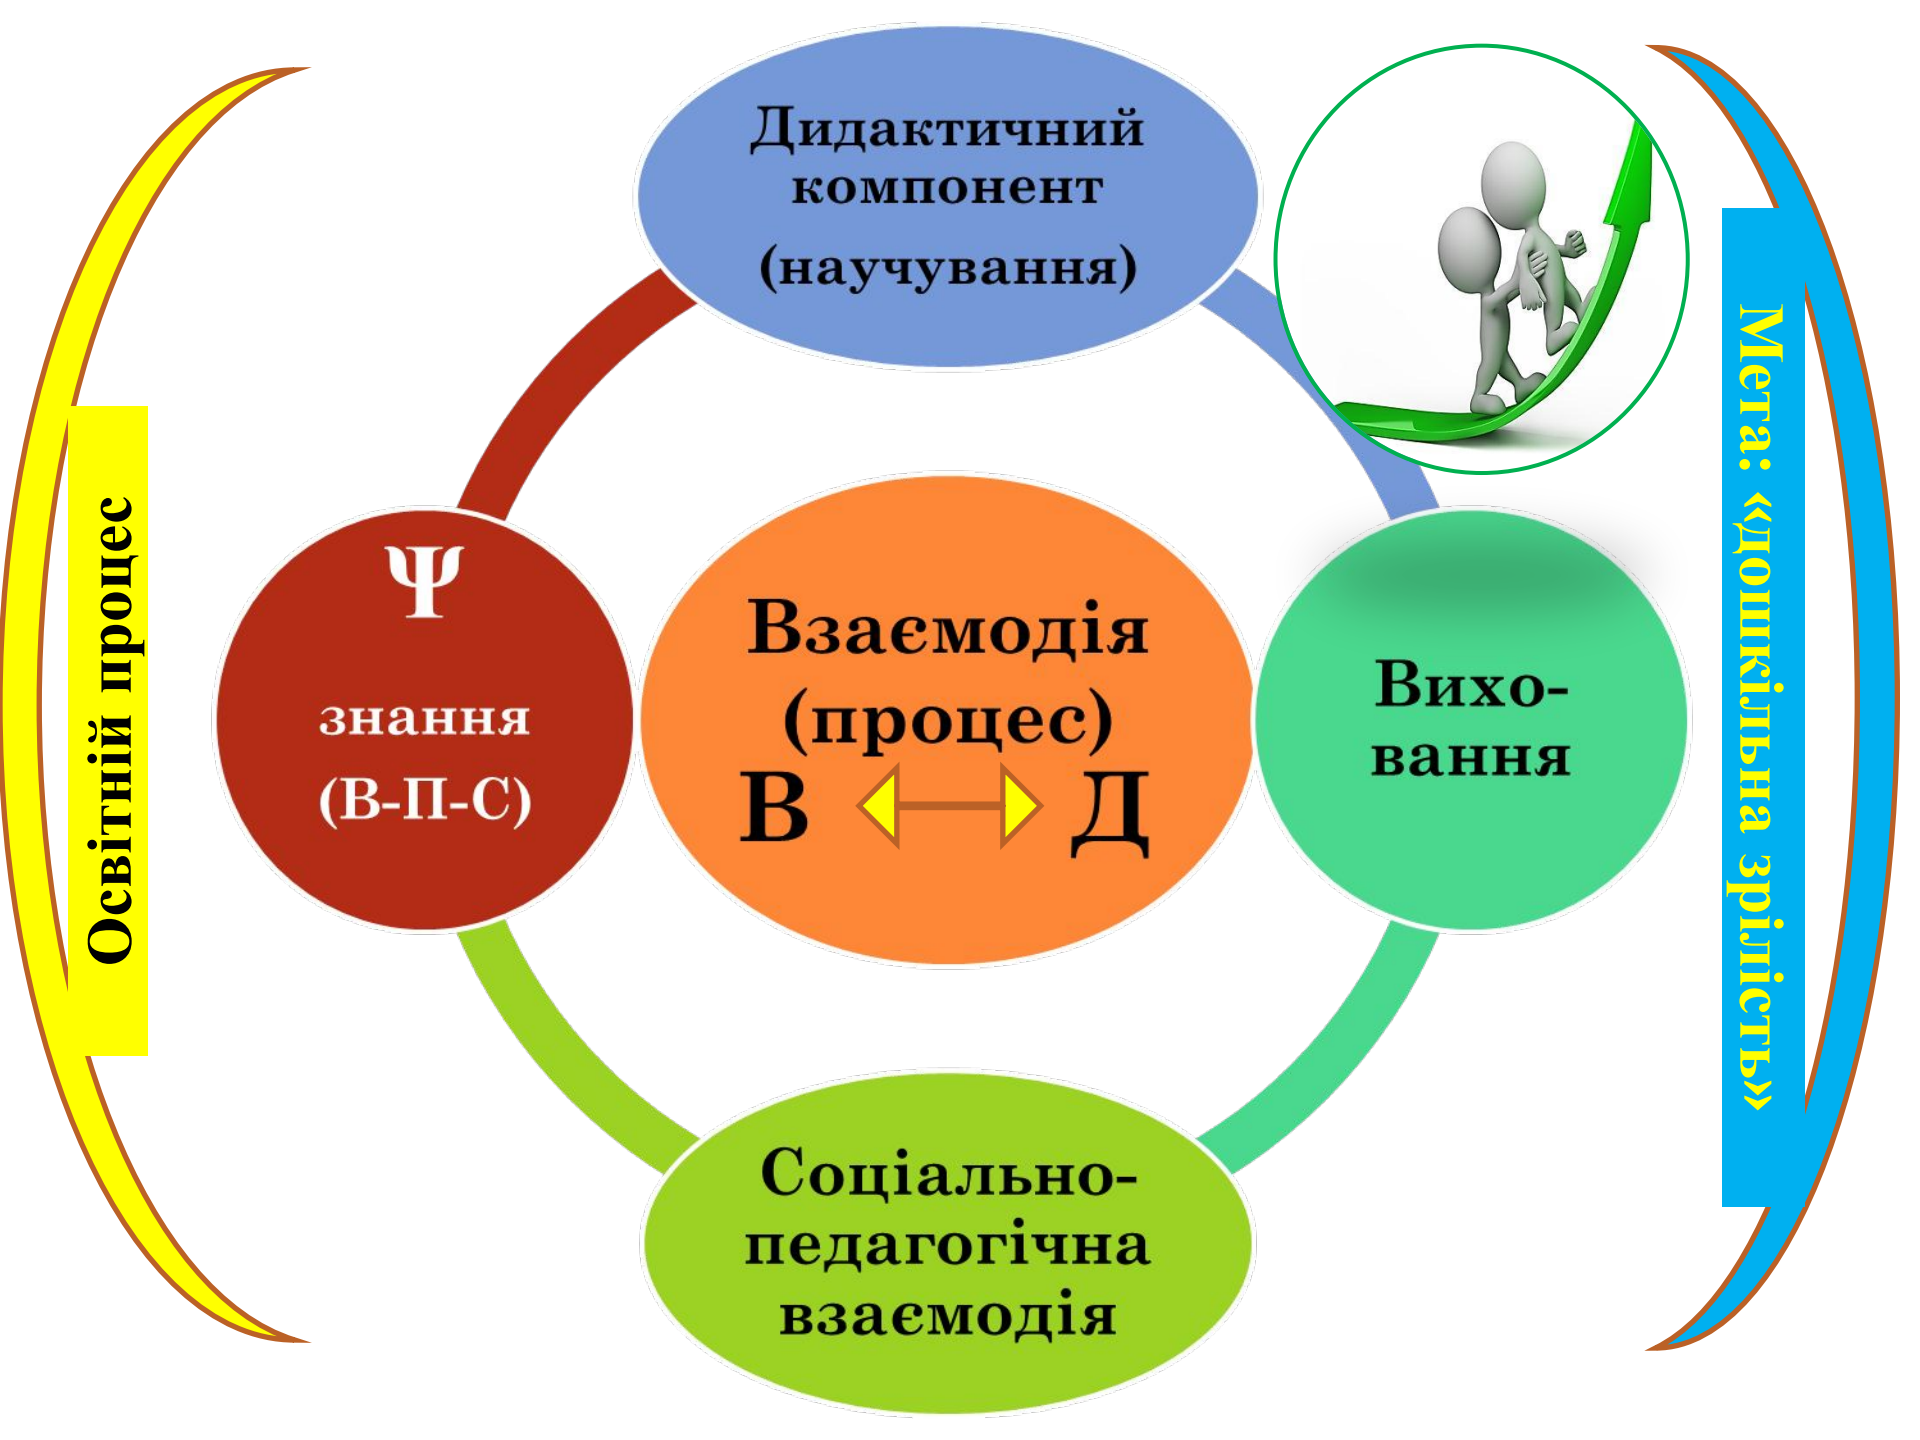 Освітній процес
Дидактичний
компонент
(научування)
Ψ
знання
(В-П-С)
Взаємодія
(процес)
В Д
Вихо-
вання
Соціально-
педагогічна
взаємодія
Мета: «дошкільна зрілість»